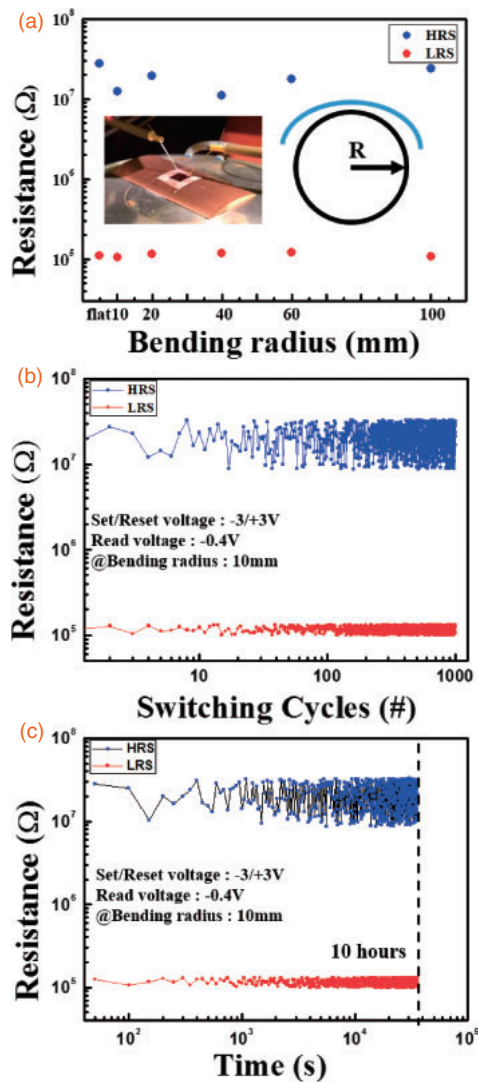 (a)
10⁸
10⁷
10⁶
10⁵
Resistance (Ω)
HRS
LRS
R
flat 10 20 40 60 100
Bending radius (mm)
(b)
10⁸
10⁷
10⁶
10⁵
Resistance (Ω)
HRS
LRS
Set/Reset voltage : -3/+3V
Read voltage : -0.4V
@Bending radius : 10mm
10 100 1000
Switching Cycles (#)
(c)
10⁸
10⁷
10⁶
10⁵
Resistance (Ω)
HRS
LRS
Set/Reset voltage : -3/+3V
Read voltage : -0.4V
@Bending radius : 10mm
10 hours
10² 10³ 10⁴ 10⁵
Time (s)